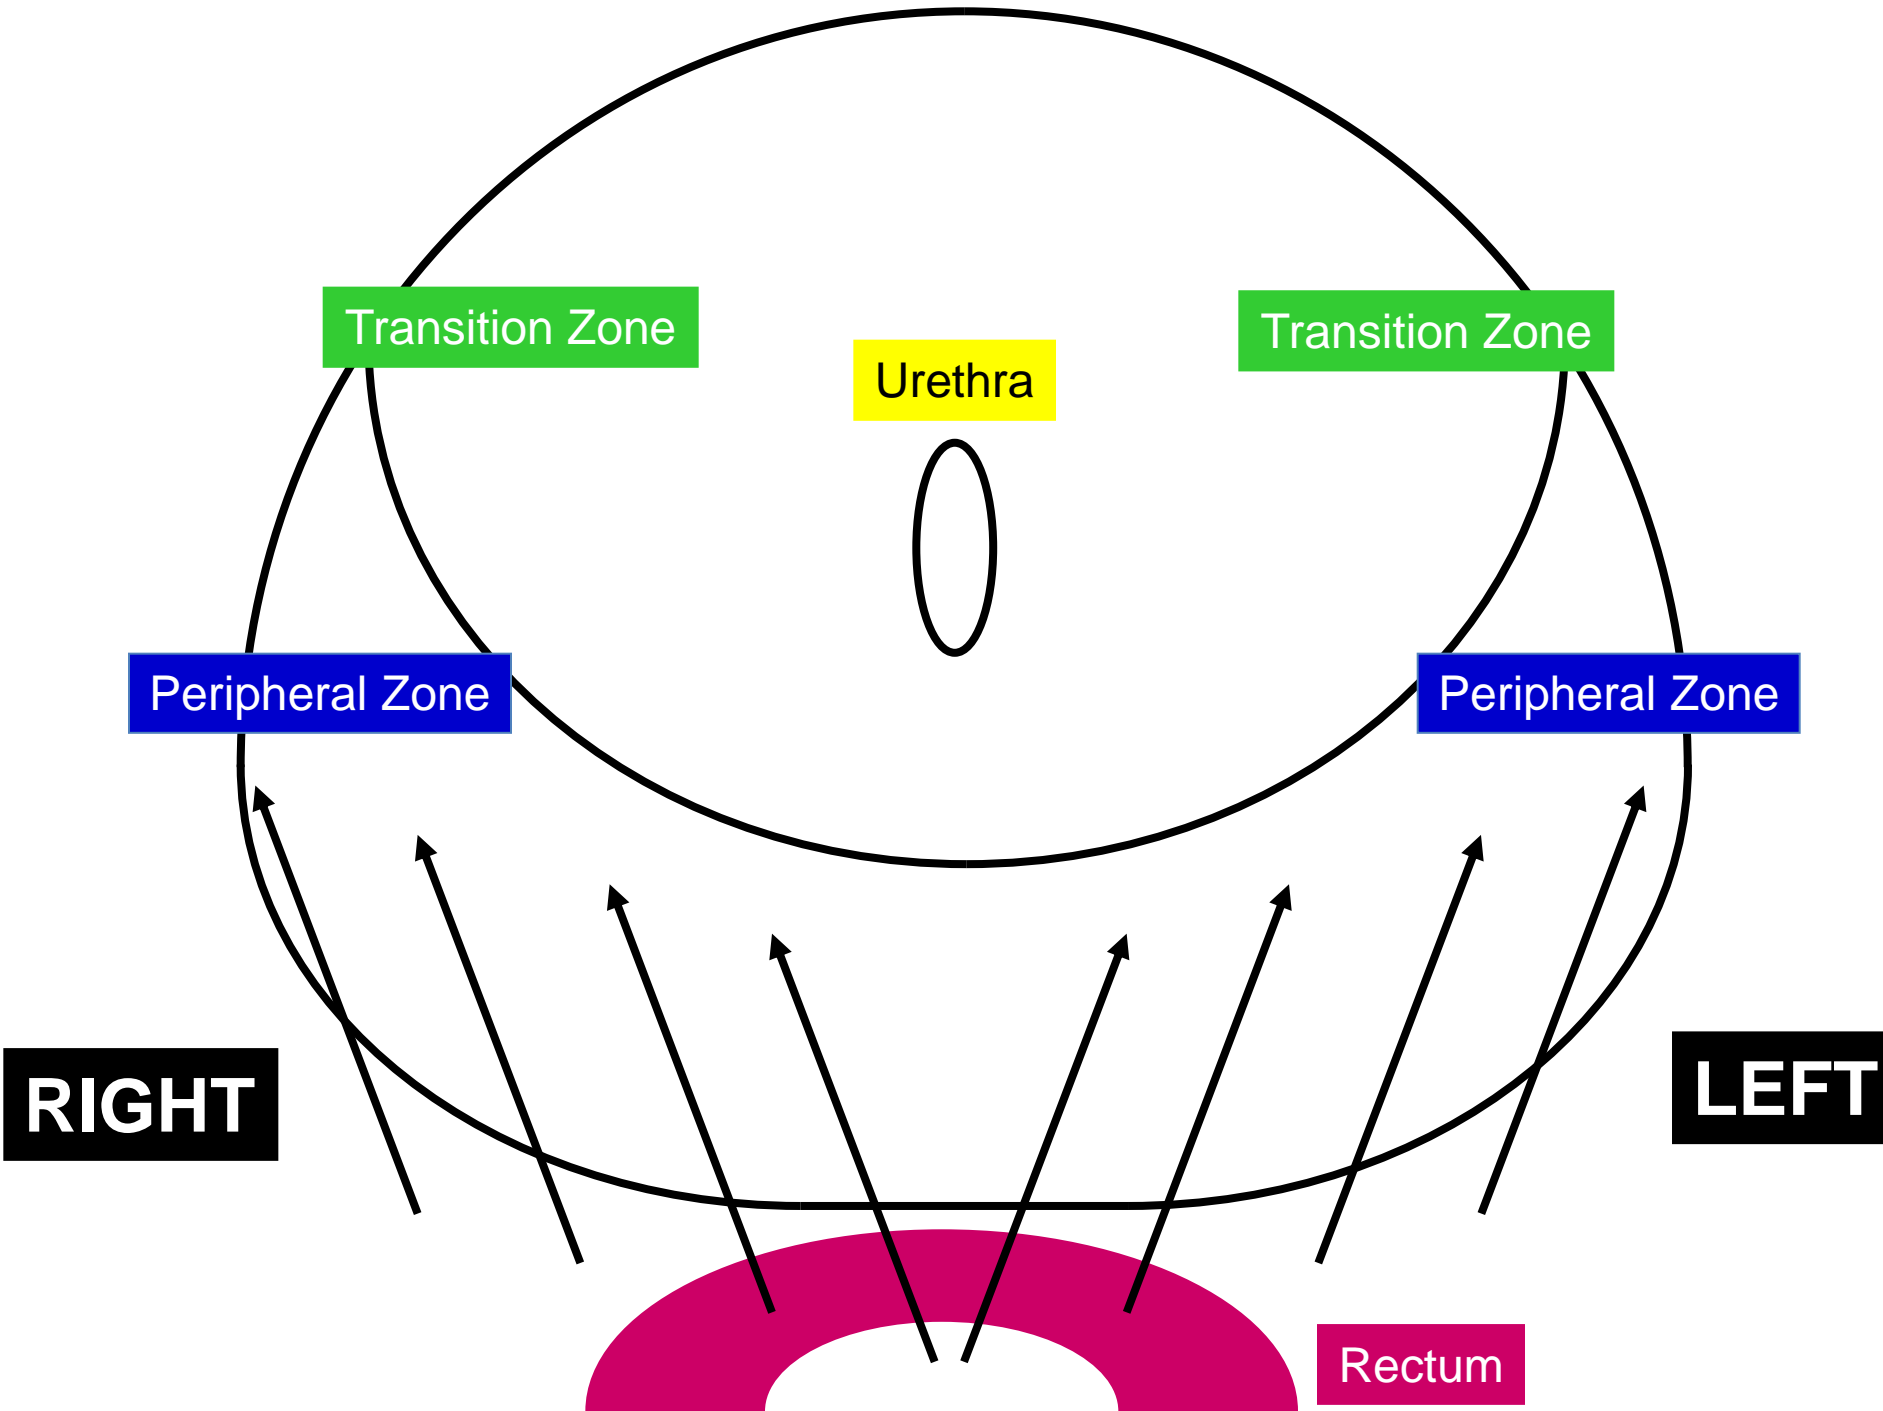 Transition Zone
Transition Zone
Urethra
Peripheral Zone
Peripheral Zone
RIGHT
LEFT
Rectum